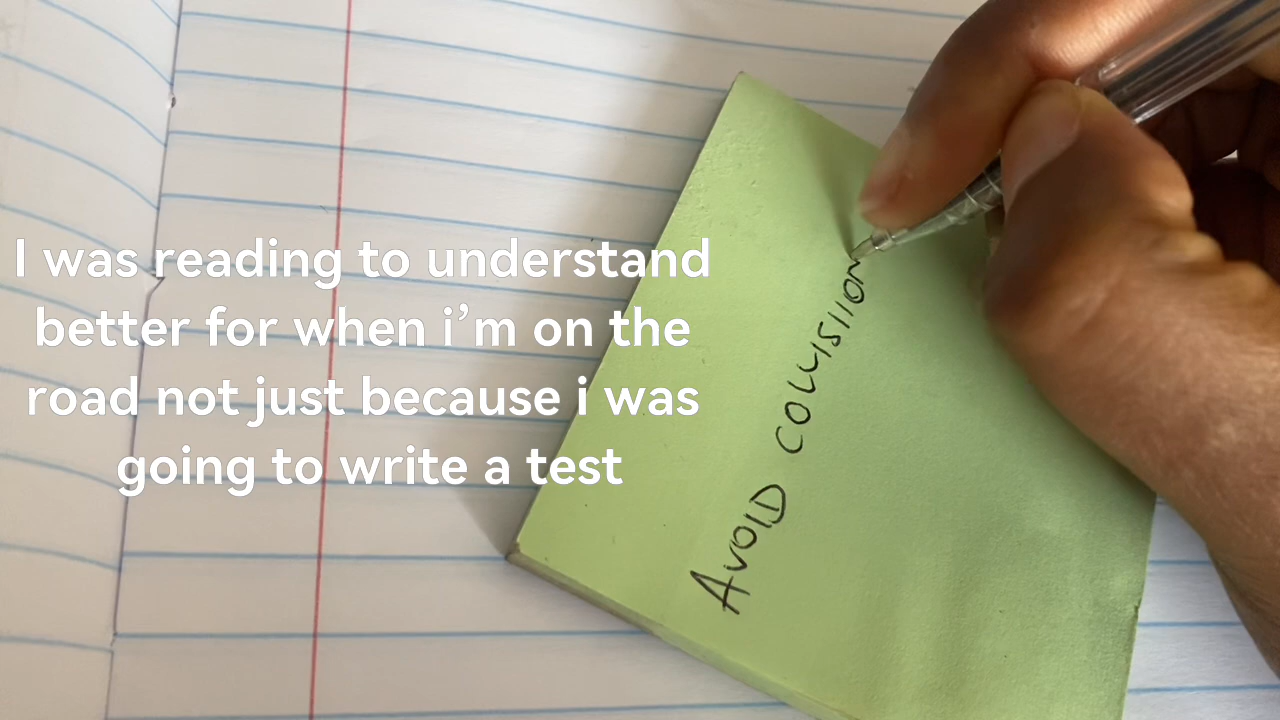 I was reading to understand
better for when i’m on the
road not just because i was
going to write a test
AVOID COLLISIION